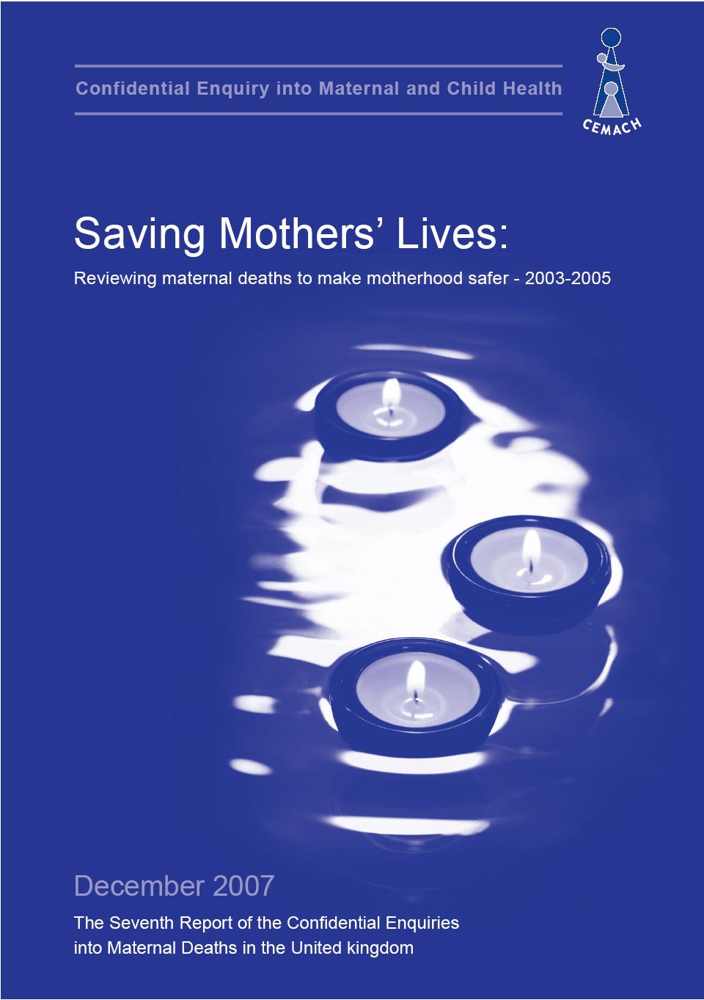 Confidential Enquiry into Maternal and Child Health
CEMACH
Saving Mothers’ Lives:
Reviewing maternal deaths to make motherhood safer - 2003-2005
December 2007
The Seventh Report of the Confidential Enquiries
into Maternal Deaths in the United kingdom